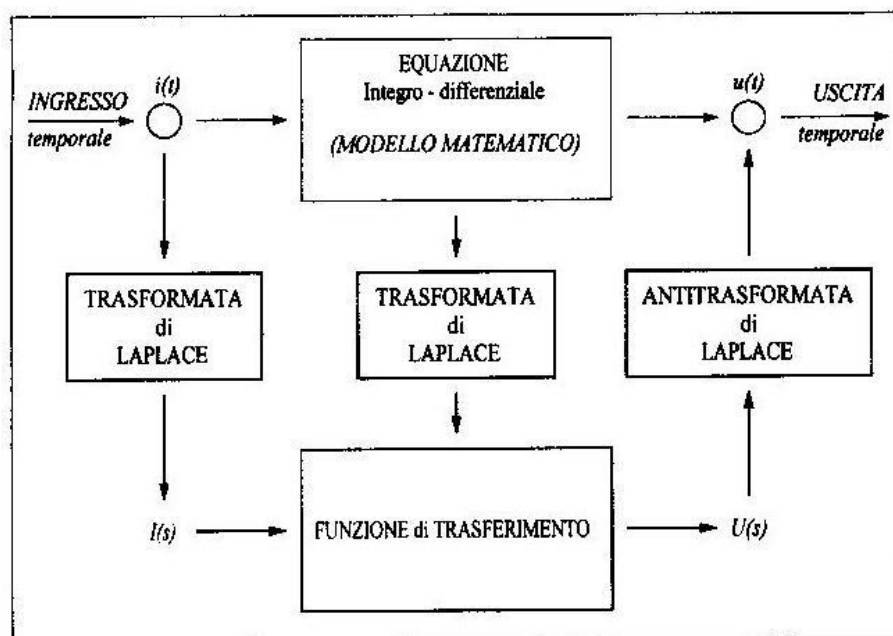 EQUAZIONE
Integro - differenziale
(MODELLO MATEMATICO)
i(t)
INGRESSO
temporale
u(t)
USCITA
temporale
TRASFORMATA
di
LAPLACE
TRASFORMATA
di
LAPLACE
ANTITRASFORMATA
di
LAPLACE
I(s)
FUNZIONE di TRASFERIMENTO
U(s)